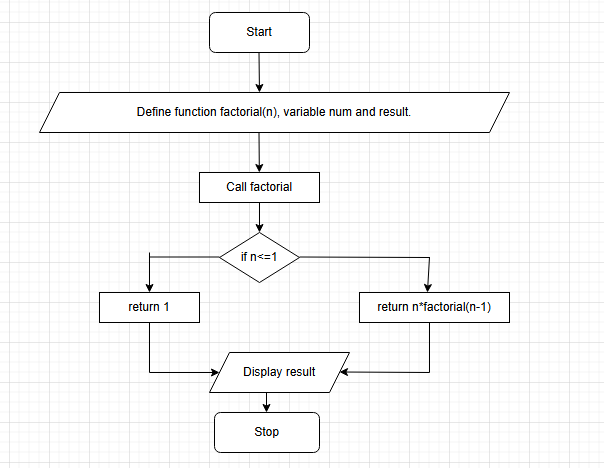 Start
Define function factorial(n), variable num and result.
Call factorial
if n<=1
return 1
return n*factorial(n-1)
Display result
Stop